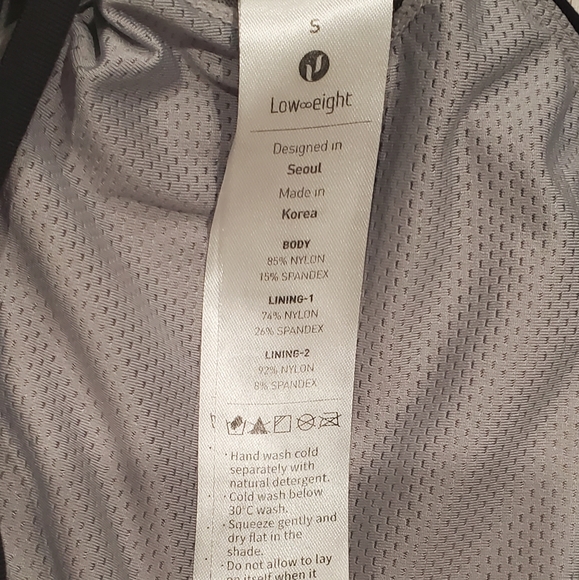 S
Low∞eight
Designed in
Seoul
Made in
Korea
BODY
85% NYLON
15% SPANDEX
LINING-1
74% NYLON
26% SPANDEX
LINING-2
92% NYLON
8% SPANDEX
· Hand wash cold
separately with
natural detergent.
· Cold wash below
30°C wash.
· Squeeze gently and
dry flat in the
shade.
· Do not allow to lay
on itself when it